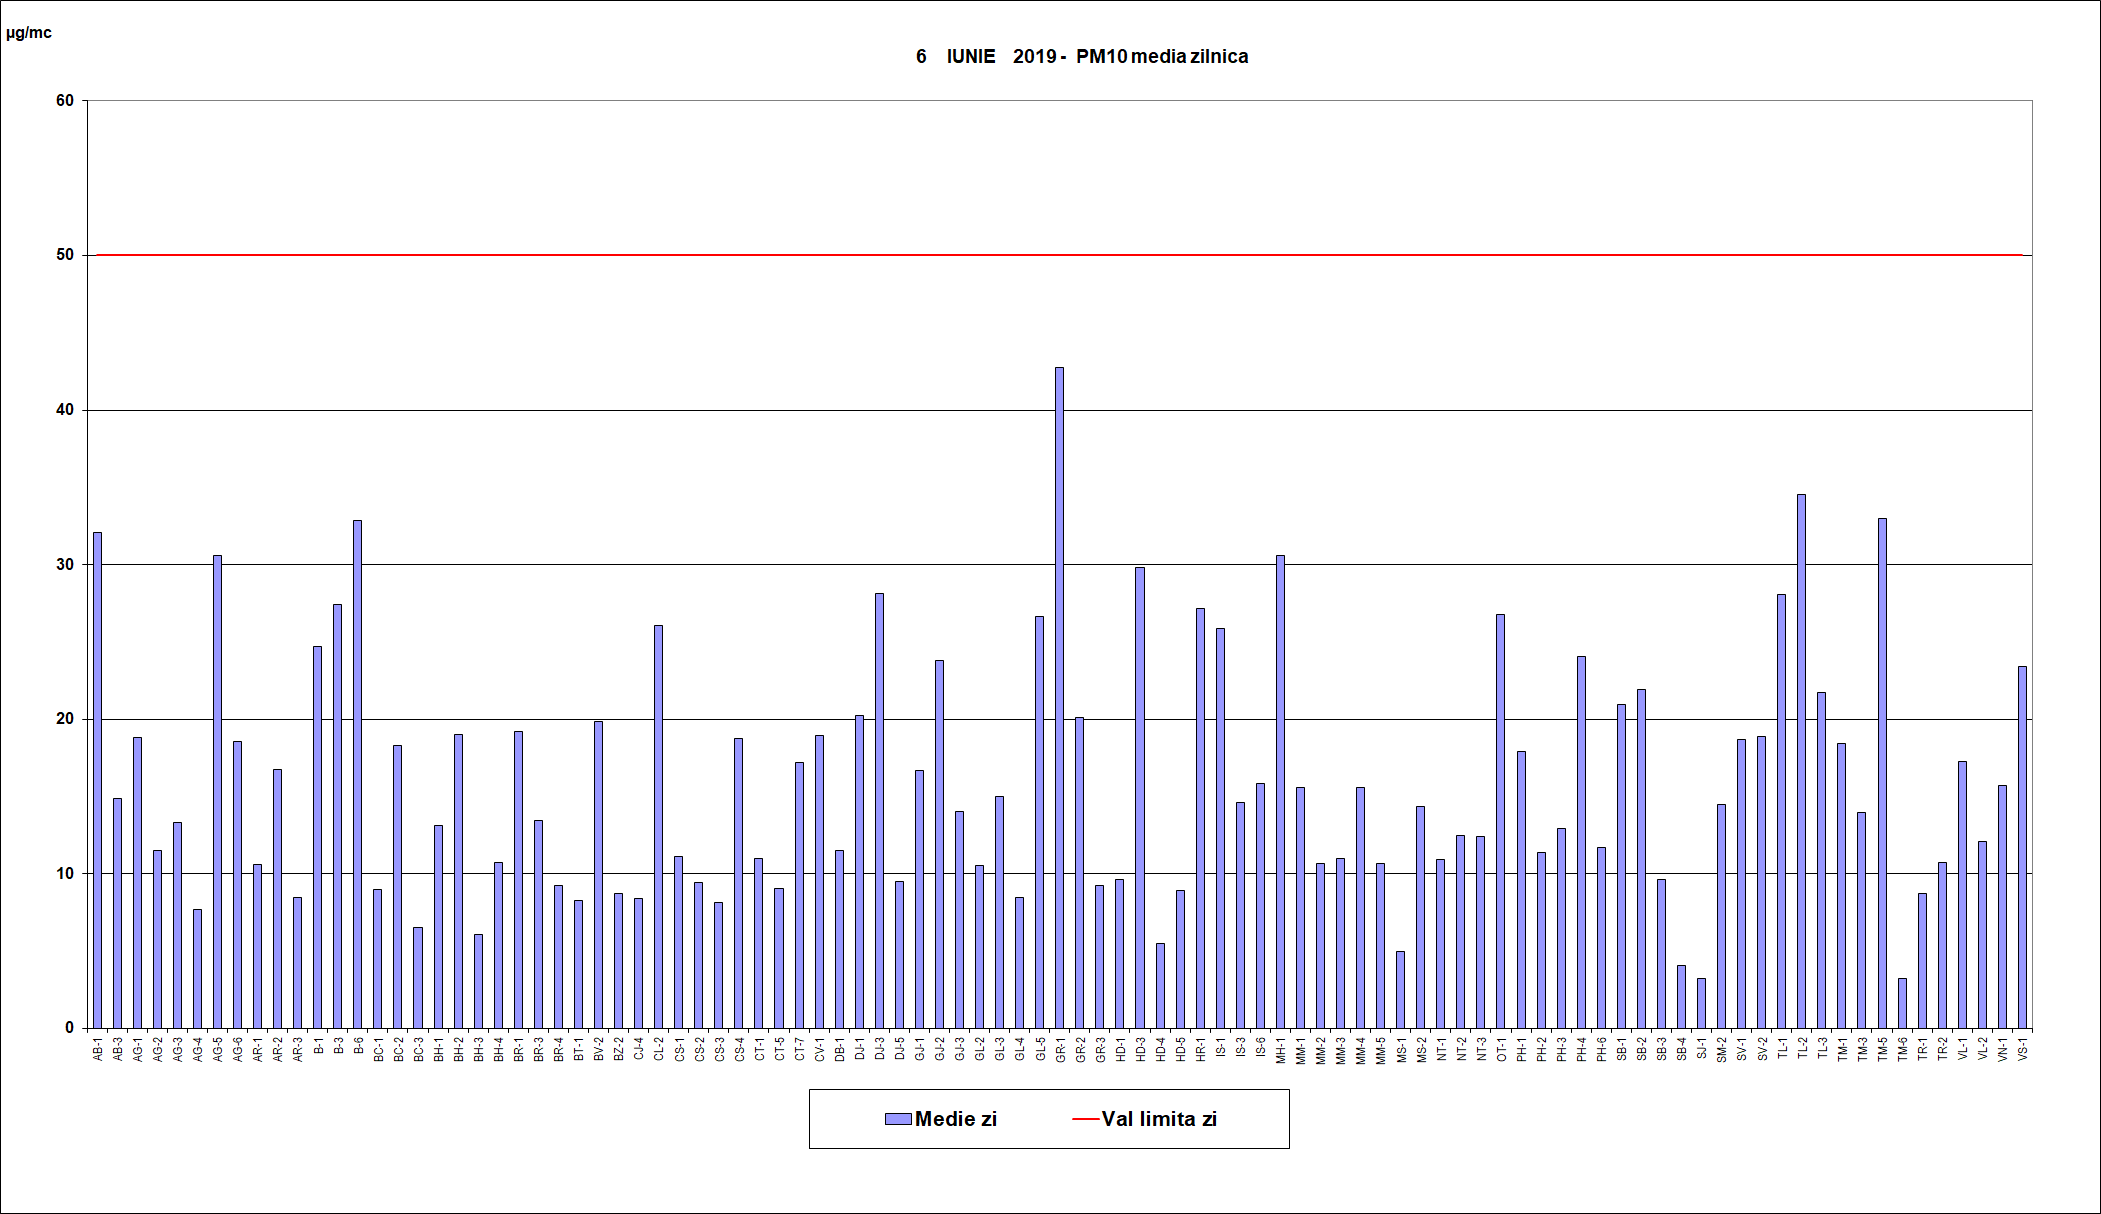 µg/mc
6 IUNIE 2019 - PM10 media zilnica
60
50
40
30
20
10
0
AB-1 AB-3 AG-1 AG-2 AG-3 AG-4 AG-5 AG-6 AR-1 AR-2 AR-3 B-1 B-3 B-6 BC-1 BC-2 BC-3 BH-1 BH-2 BH-3 BH-4 BR-1 BR-3 BR-4 BT-1 BV-2 BZ-2 CJ-4 CL-2 CS-1 CS-2 CS-3 CS-4 CT-1 CT-5 CT-7 CV-1 DB-1 DJ-1 DJ-3 DJ-5 GJ-1 GJ-2 GJ-3 GL-2 GL-3 GL-4 GL-5 GR-1 GR-2 GR-3 HD-1 HD-3 HD-4 HD-5 HR-1 IS-1 IS-3 IS-6 MH-1 MM-1 MM-2 MM-3 MM-4 MM-5 MS-1 MS-2 NT-1 NT-2 NT-3 OT-1 PH-1 PH-2 PH-3 PH-4 PH-6 SB-1 SB-2 SB-3 SB-4 SJ-1 SM-2 SV-1 SV-2 TL-1 TL-2 TL-3 TM-1 TM-3 TM-5 TM-6 TR-1 TR-2 VL-1 VL-2 VN-1 VS-1
Medie zi Val limita zi